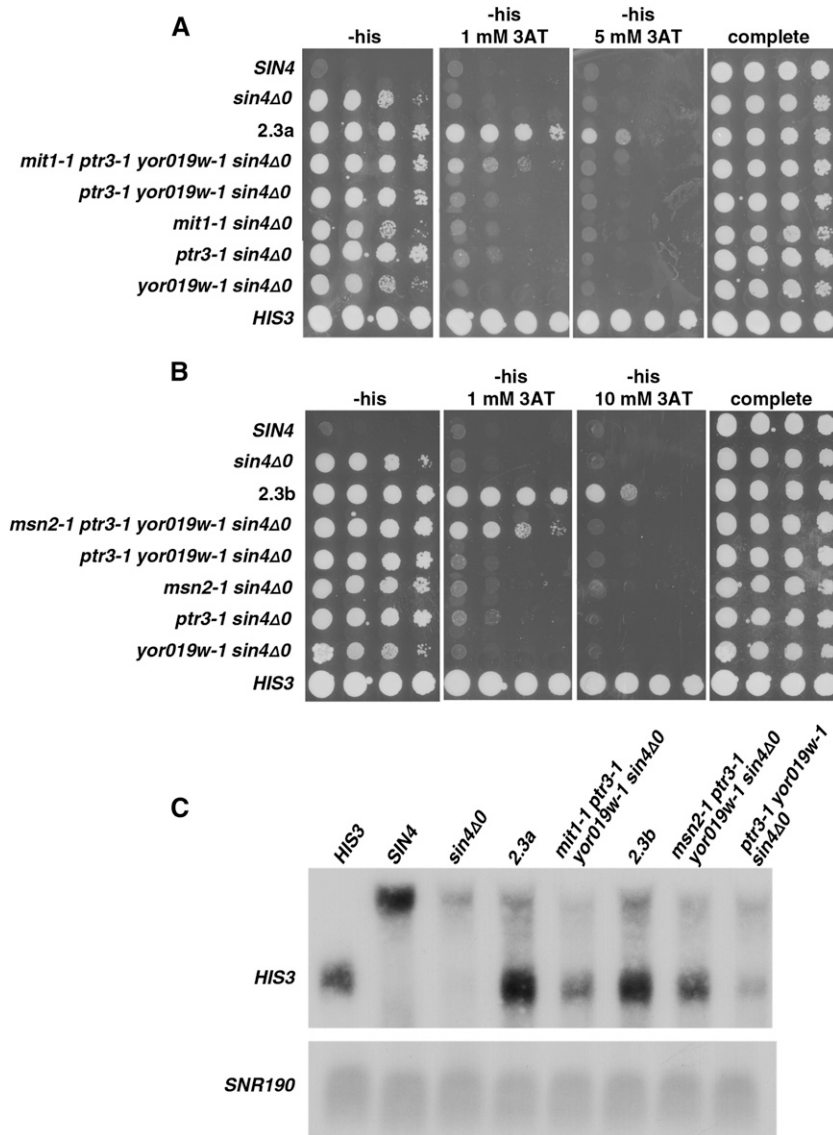 A
-his
-his
1 mM 3AT
-his
5 mM 3AT
complete
SIN4
sin4Δ0
2.3a
mit1-1 ptr3-1 yor019w-1 sin4Δ0
ptr3-1 yor019w-1 sin4Δ0
mit1-1 sin4Δ0
ptr3-1 sin4Δ0
yor019w-1 sin4Δ0
HIS3
B
-his
-his
1 mM 3AT
-his
10 mM 3AT
complete
SIN4
sin4Δ0
2.3b
msn2-1 ptr3-1 yor019w-1 sin4Δ0
ptr3-1 yor019w-1 sin4Δ0
msn2-1 sin4Δ0
ptr3-1 sin4Δ0
yor019w-1 sin4Δ0
HIS3
C
HIS3
SIN4
sin4Δ0
2.3a
mit1-1 ptr3-1
yor019w-1 sin4Δ0
2.3b
msn2-1 ptr3-1
yor019w-1 sin4Δ0
ptr3-1 yor019w-1
sin4Δ0
HIS3
SNR190